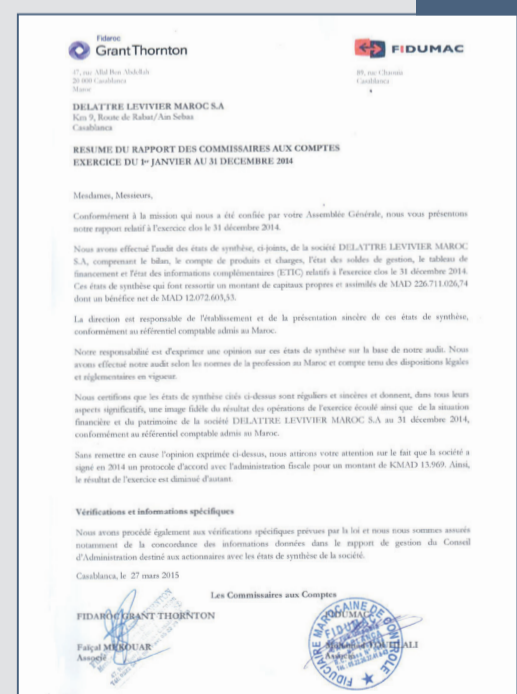 Fidaroc
Grant Thornton
FIDUMAC
47, rue Allal Ben Abdellah
20 000 Casablanca
Maroc
89, rue Chaouia
Casablanca
DELATTRE LEVIVIER MAROC S.A
Km 9, Route de Rabat/Ain Sebaa
Casablanca
RESUME DU RAPPORT DES COMMISSAIRES AUX COMPTES
EXERCICE DU 1er JANVIER AU 31 DECEMBRE 2014
Mesdames, Messieurs,
Conformément à la mission qui nous a été confiée par votre Assemblée Générale, nous vous présentons
notre rapport relatif à l'exercice clos le 31 décembre 2014.
Nous avons effectué l'audit des états de synthèse, ci-joints, de la société DELATTRE LEVIVIER MAROC
S.A, comprenant le bilan, le compte de produits et charges, l'état des soldes de gestion, le tableau de
financement et l'état des informations complémentaires (ETIC) relatifs à l'exercice clos le 31 décembre 2014.
Ces états de synthèse qui font ressortir un montant de capitaux propres et assimilés de MAD 226.711.026,74
dont un bénéfice net de MAD 12.072.603,53.
La direction est responsable de l'établissement et de la présentation sincère de ces états de synthèse,
conformément au référentiel comptable admis au Maroc.
Notre responsabilité est d'exprimer une opinion sur ces états de synthèse sur la base de notre audit. Nous
avons effectué notre audit selon les normes de la profession au Maroc et compte tenu des dispositions légales
et réglementaires en vigueur.
Nous certifions que les états de synthèse cités ci-dessus sont réguliers et sincères et donnent, dans tous leurs
aspects significatifs, une image fidèle du résultat des opérations de l'exercice écoulé ainsi que de la situation
financière et du patrimoine de la société DELATTRE LEVIVIER MAROC S.A au 31 décembre 2014,
conformément au référentiel comptable admis au Maroc.
Sans remettre en cause l'opinion exprimée ci-dessus, nous attirons votre attention sur le fait que la société a
signé en 2014 un protocole d'accord avec l'administration fiscale pour un montant de KMAD 13.969. Ainsi,
le résultat de l'exercice est diminué d'autant.
Vérifications et informations spécifiques
Nous avons procédé également aux vérifications spécifiques prévues par la loi et nous nous sommes assurés
notamment de la concordance des informations données dans le rapport de gestion du Conseil
d'Administration destiné aux actionnaires avec les états de synthèse de la société.
Casablanca, le 27 mars 2015
Les Commissaires aux Comptes
FIDAROC GRANT THORNTON
FIDUMAC
Faïçal MEKOUAR
Associé